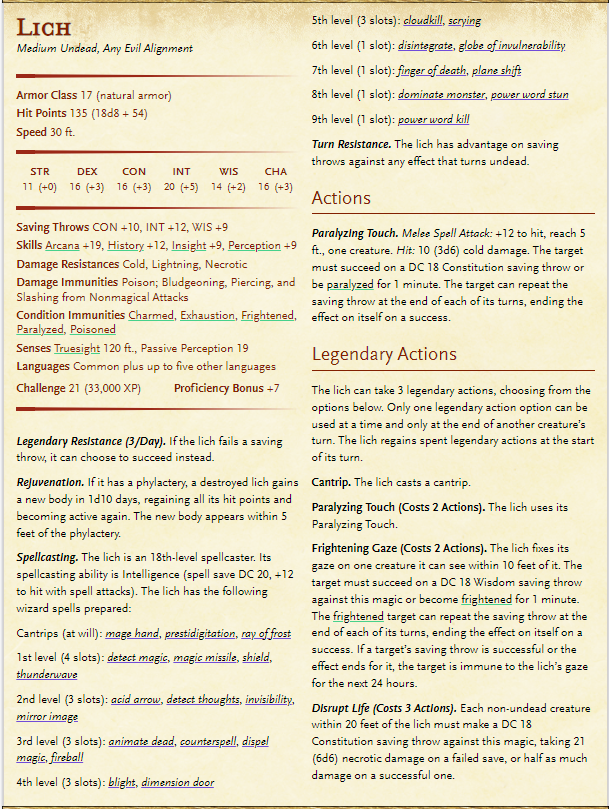 Lich
Medium Undead, Any Evil Alignment
Armor Class 17 (natural armor)
Hit Points 135 (18d8 + 54)
Speed 30 ft.
STR DEX CON INT WIS CHA
11 (+0) 16 (+3) 16 (+3) 20 (+5) 14 (+2) 16 (+3)
Saving Throws CON +10, INT +12, WIS +9
Skills Arcana +19, History +12, Insight +9, Perception +9
Damage Resistances Cold, Lightning, Necrotic
Damage Immunities Poison; Bludgeoning, Piercing, and
Slashing from Nonmagical Attacks
Condition Immunities Charmed, Exhaustion, Frightened,
Paralyzed, Poisoned
Senses Truesight 120 ft., Passive Perception 19
Languages Common plus up to five other languages
Challenge 21 (33,000 XP) Proficiency Bonus +7
Legendary Resistance (3/Day). If the lich fails a saving
throw, it can choose to succeed instead.
Rejuvenation. If it has a phylactery, a destroyed lich gains
a new body in 1d10 days, regaining all its hit points and
becoming active again. The new body appears within 5
feet of the phylactery.
Spellcasting. The lich is an 18th-level spellcaster. Its
spellcasting ability is Intelligence (spell save DC 20, +12
to hit with spell attacks). The lich has the following
wizard spells prepared:
Cantrips (at will): mage hand, prestidigitation, ray of frost
1st level (4 slots): detect magic, magic missile, shield,
thunderwave
2nd level (3 slots): acid arrow, detect thoughts, invisibility,
mirror image
3rd level (3 slots): animate dead, counterspell, dispel
magic, fireball
4th level (3 slots): blight, dimension door
5th level (3 slots): cloudkill, scrying
6th level (1 slot): disintegrate, globe of invulnerability
7th level (1 slot): finger of death, plane shift
8th level (1 slot): dominate monster, power word stun
9th level (1 slot): power word kill
Turn Resistance. The lich has advantage on saving
throws against any effect that turns undead.
Actions
Paralyzing Touch. Melee Spell Attack: +12 to hit, reach 5
ft., one creature. Hit: 10 (3d6) cold damage. The target
must succeed on a DC 18 Constitution saving throw or
be paralyzed for 1 minute. The target can repeat the
saving throw at the end of each of its turns, ending the
effect on itself on a success.
Legendary Actions
The lich can take 3 legendary actions, choosing from the
options below. Only one legendary action option can be
used at a time and only at the end of another creature's
turn. The lich regains spent legendary actions at the start
of its turn.
Cantrip. The lich casts a cantrip.
Paralyzing Touch (Costs 2 Actions). The lich uses its
Paralyzing Touch.
Frightening Gaze (Costs 2 Actions). The lich fixes its
gaze on one creature it can see within 10 feet of it. The
target must succeed on a DC 18 Wisdom saving throw
against this magic or become frightened for 1 minute.
The frightened target can repeat the saving throw at the
end of each of its turns, ending the effect on itself on a
success. If a target's saving throw is successful or the
effect ends for it, the target is immune to the lich's gaze
for the next 24 hours.
Disrupt Life (Costs 3 Actions). Each non-undead creature
within 20 feet of the lich must make a DC 18
Constitution saving throw against this magic, taking 21
(6d6) necrotic damage on a failed save, or half as much
damage on a successful one.